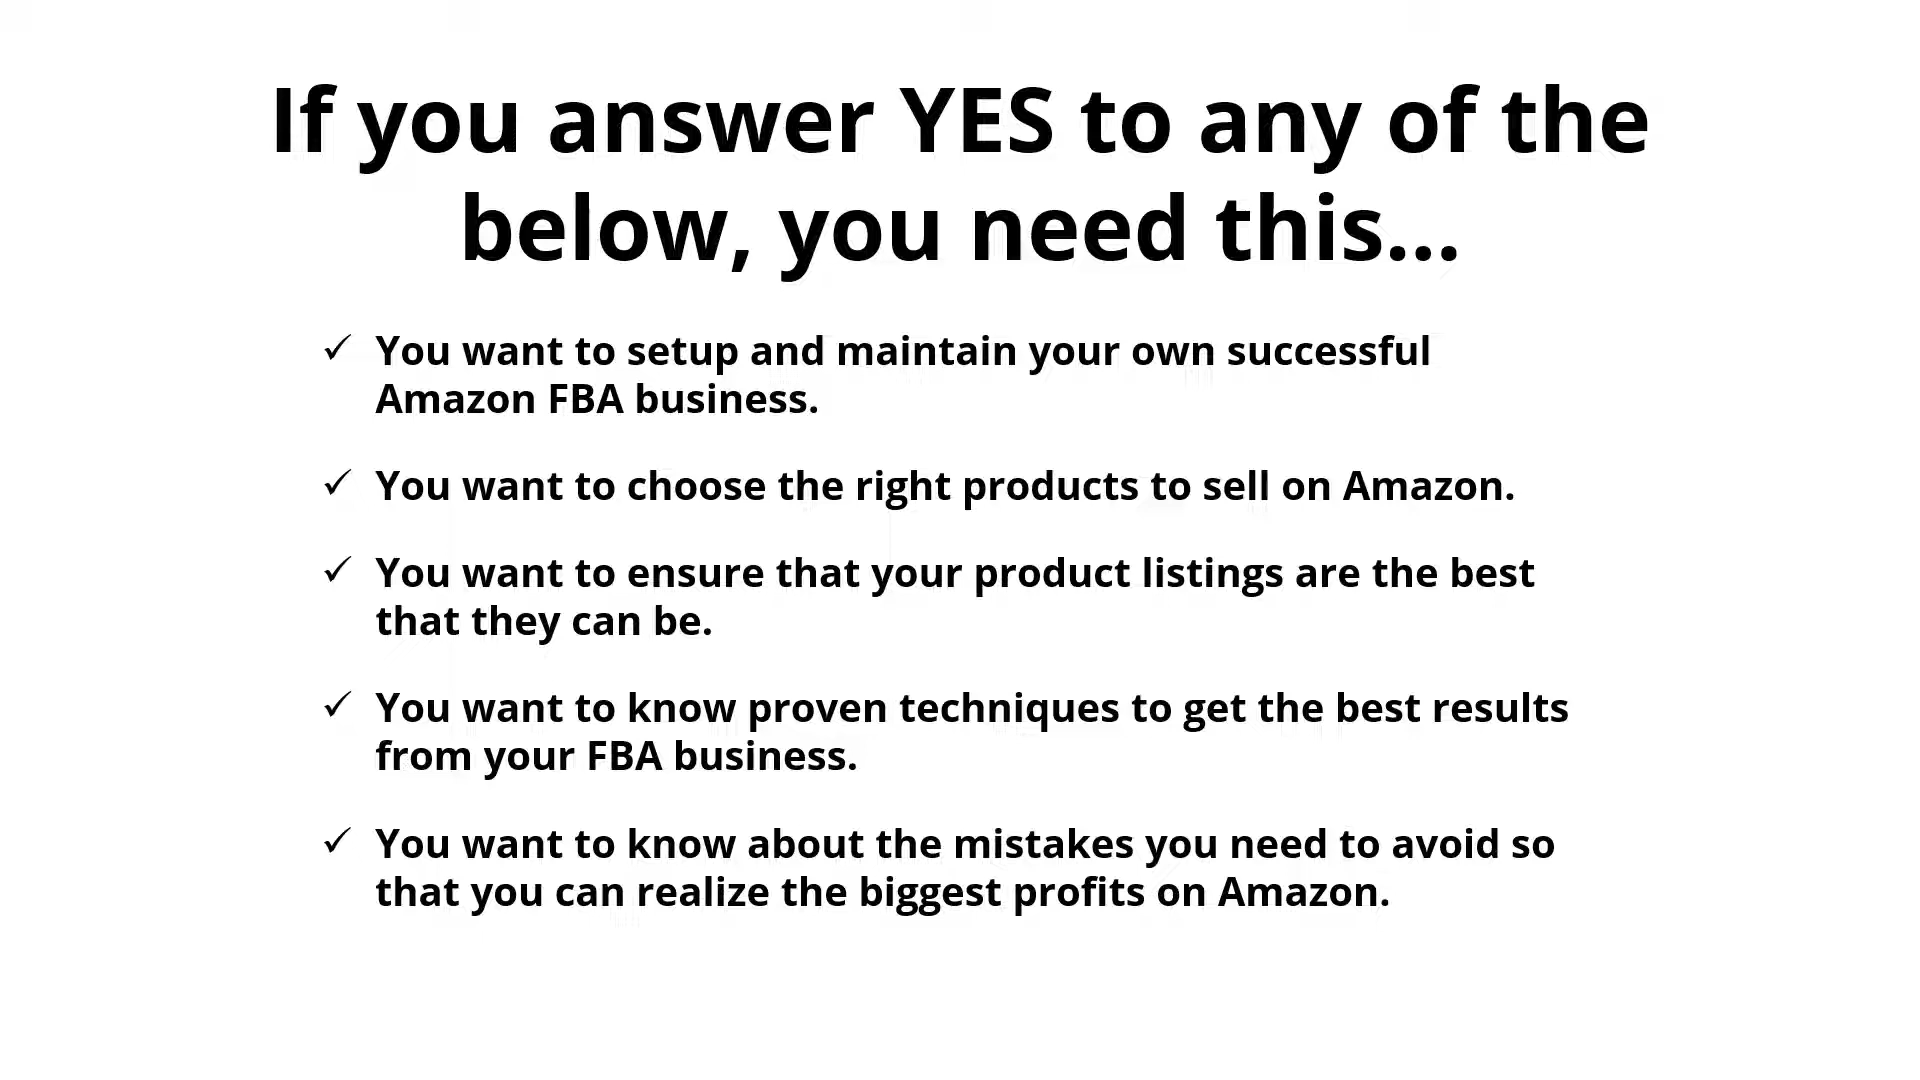 If you answer YES to any of the
below, you need this...
✓ You want to setup and maintain your own successful
Amazon FBA business.
✓ You want to choose the right products to sell on Amazon.
✓ You want to ensure that your product listings are the best
that they can be.
✓ You want to know proven techniques to get the best results
from your FBA business.
✓ You want to know about the mistakes you need to avoid so
that you can realize the biggest profits on Amazon.